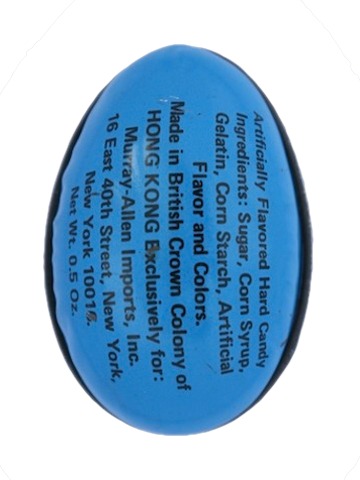 Artificially Flavored Hard Candy
Ingredients: Sugar, Corn Syrup,
Gelatin, Corn Starch, Artificial
Flavor and Colors.
Made in British Crown Colony of
HONG KONG Exclusively for:
Murray-Allen Imports, Inc.
16 East 40th Street, New York,
New York 10016.
Net Wt. 0.5 Oz.